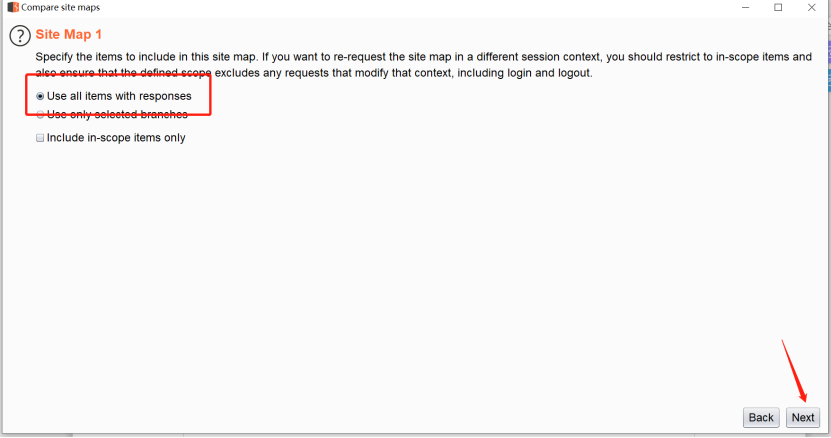 Compare site maps
Site Map 1
Specify the items to include in this site map. If you want to re-request the site map in a different session context, you should restrict to in-scope items and
also ensure that the defined scope excludes any requests that modify that context, including login and logout.
Use all items with responses
Use only selected branches
Include in-scope items only
Back
Next